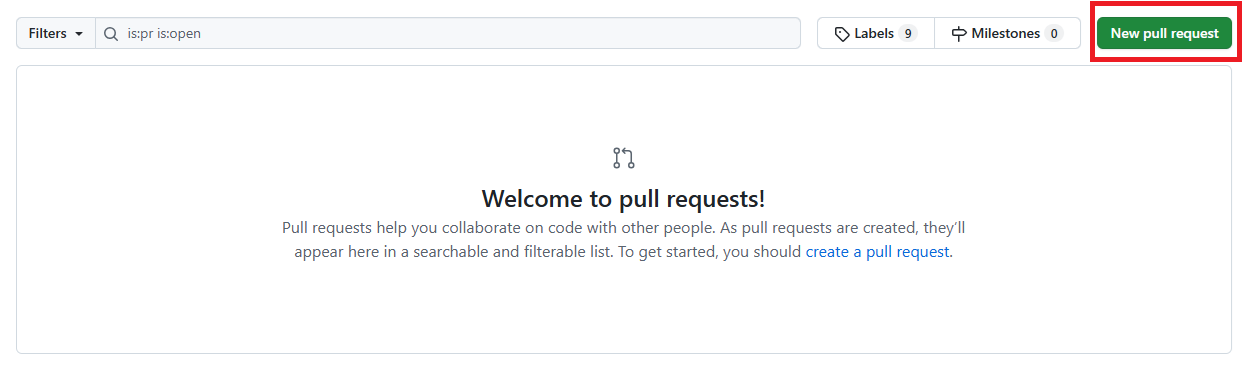 Filters
is:pr is:open
Labels 9
Milestones 0
New pull request
Welcome to pull requests!
Pull requests help you collaborate on code with other people. As pull requests are created, they’ll
appear here in a searchable and filterable list. To get started, you should create a pull request.